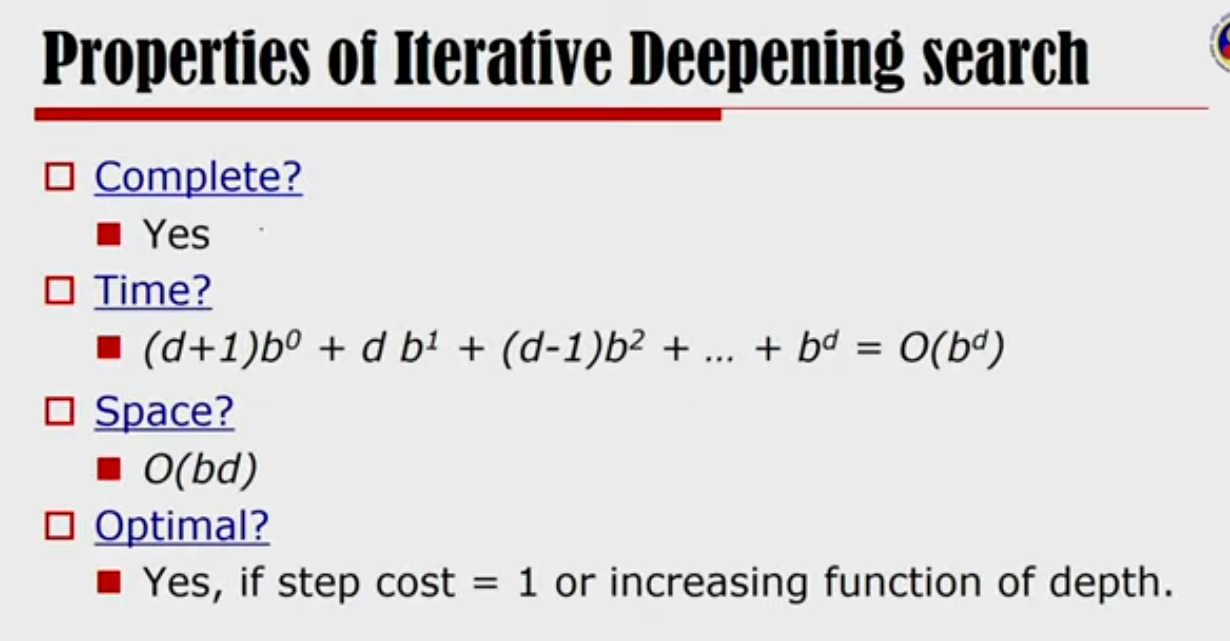 Properties of Iterative Deepening search
Complete?
Yes
Time?
(d+1)b⁰ + d b¹ + (d-1)b² + ... + bᵈ = O(bᵈ)
Space?
O(bd)
Optimal?
Yes, if step cost = 1 or increasing function of depth.